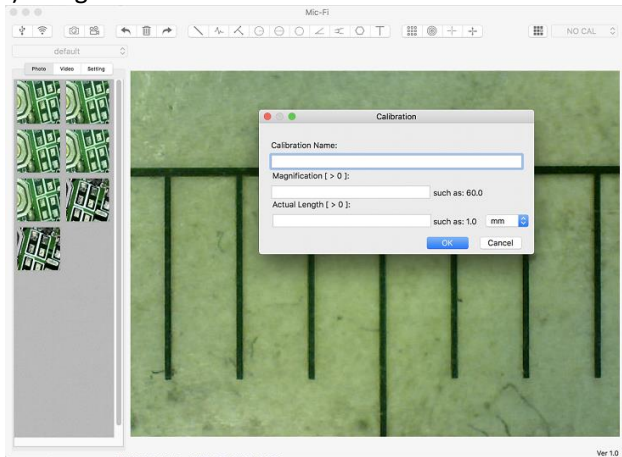 Mic-Fi
default
NO CAL
Photo Video Setting
Calibration
Calibration Name:
Magnification [ > 0 ]:
such as: 60.0
Actual Length [ > 0 ]:
such as: 1.0 mm
OK Cancel
Ver 1.0